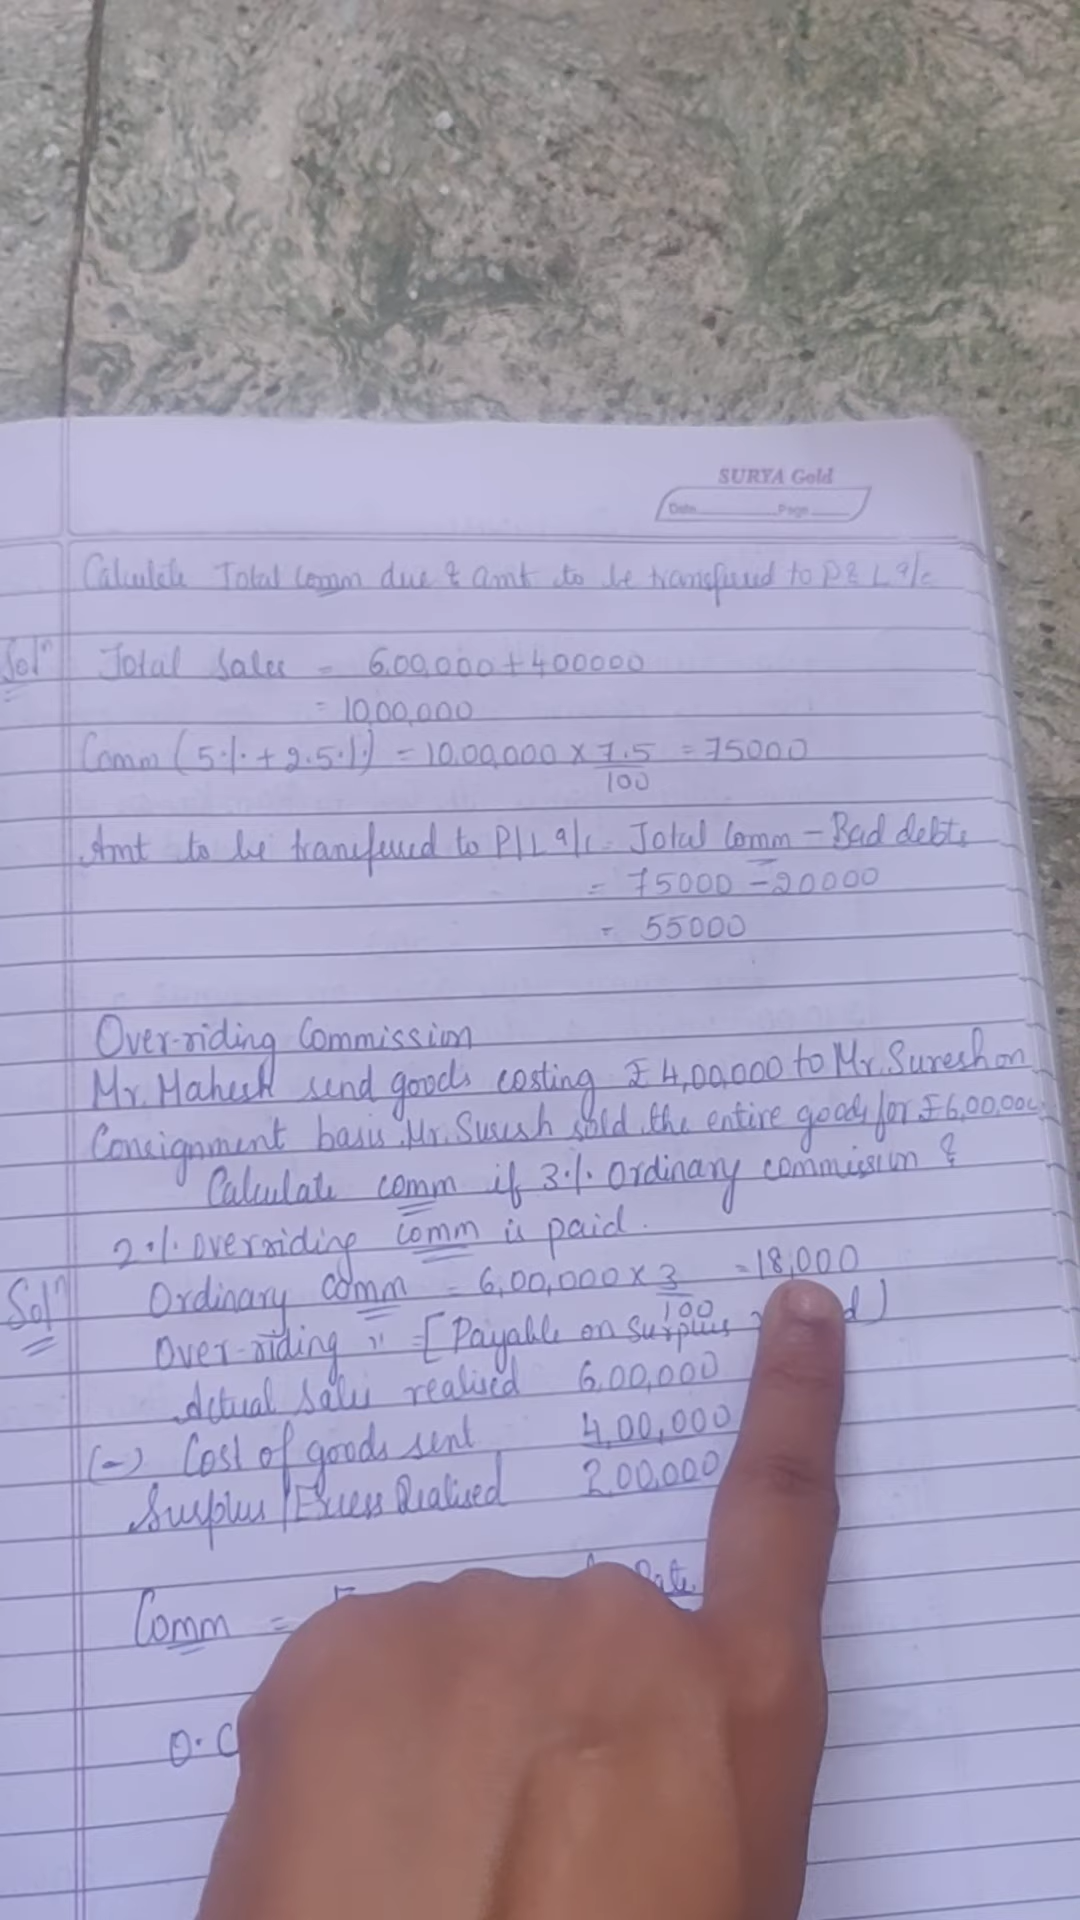 SURYA Gold
Date Page
Calculate Total Comm due & amt to be transferred to P&L a/c
Soln Total Sales = 6,00,000 + 400000
= 10,00,000
Comm (5% + 2.5%) = 10,00,000 × 7.5 = 75000
100
Amt to be transferred to P/L a/c = Total Comm - Bad debts
= 75000 - 20000
= 55000
Over-riding Commission
Mr. Mahesh send goods costing ₹ 4,00,000 to Mr. Suresh on
Consignment basis. Mr. Suresh sold the entire goods for ₹ 6,00,000.
Calculate comm if 3% ordinary commission &
2% overriding comm is paid.
Soln Ordinary comm = 6,00,000 × 3 = 18,000
100
Over-riding " = [Payable on Surplus
Actual Sales realised 6,00,000
(-) Cost of goods sent 4,00,000
Surplus / Excess Realised 2,00,000
Comm = Rate
O. C